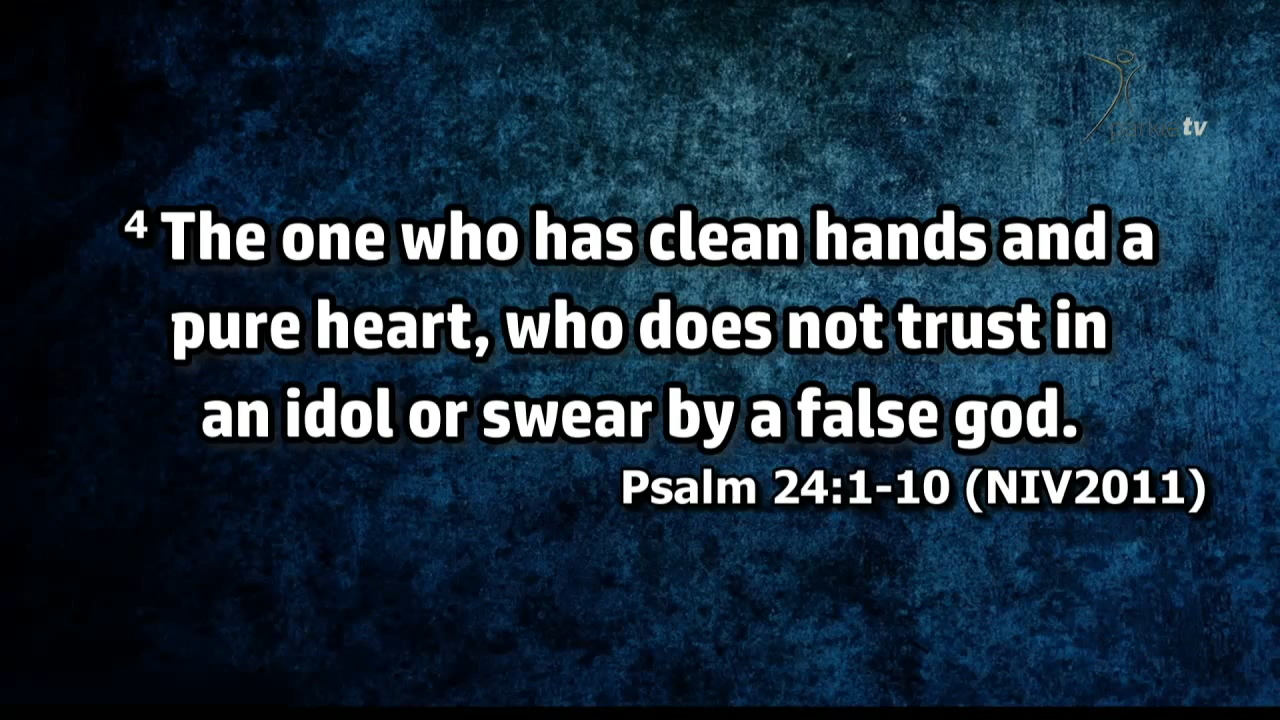 tv
⁴ The one who has clean hands and a
pure heart, who does not trust in
an idol or swear by a false god.
Psalm 24:1-10 (NIV2011)